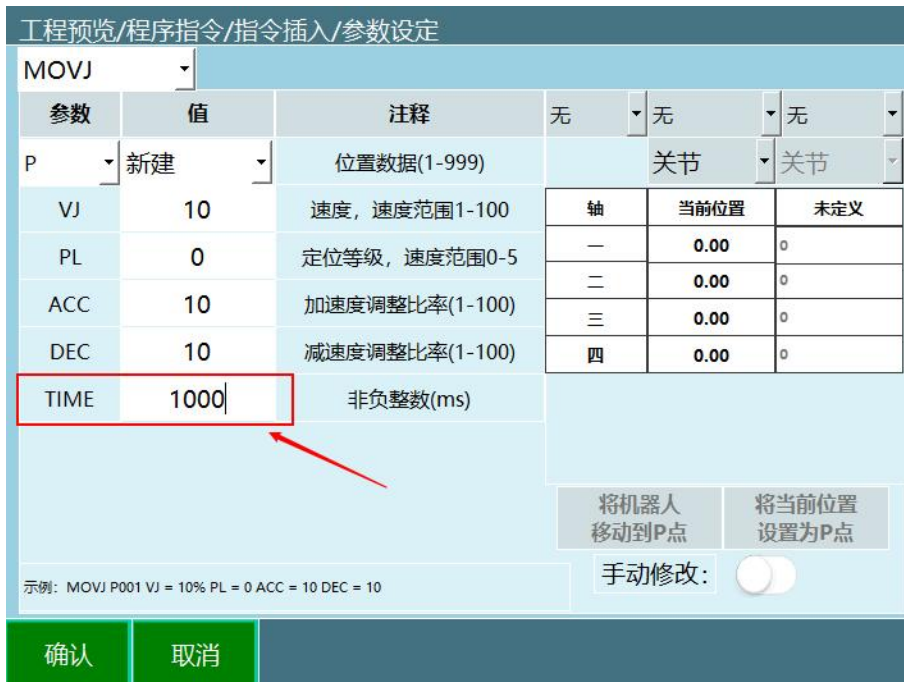 工程预览/程序指令/指令插入/参数设定
MOVJ
参数 值 注释 无 无 无
P 新建 位置数据(1-999) 关节 关节
VJ 10 速度，速度范围1-100 轴 当前位置 未定义
PL 0 定位等级，速度范围0-5 一 0.00 0
二 0.00 0
ACC 10 加速度调整比率(1-100) 三 0.00 0
DEC 10 减速度调整比率(1-100) 四 0.00 0
TIME 1000 非负整数(ms)
将机器人
移动到P点
将当前位置
设置为P点
手动修改：
示例：MOVJ P001 VJ = 10% PL = 0 ACC = 10 DEC = 10
确认 取消